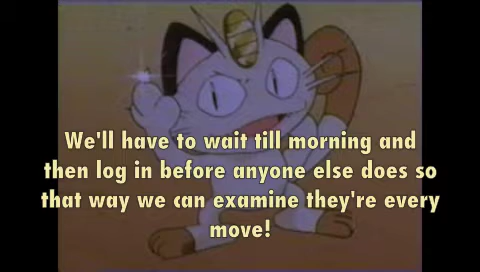 We'll have to wait till morning and
then log in before anyone else does so
that way we can examine they're every
move!